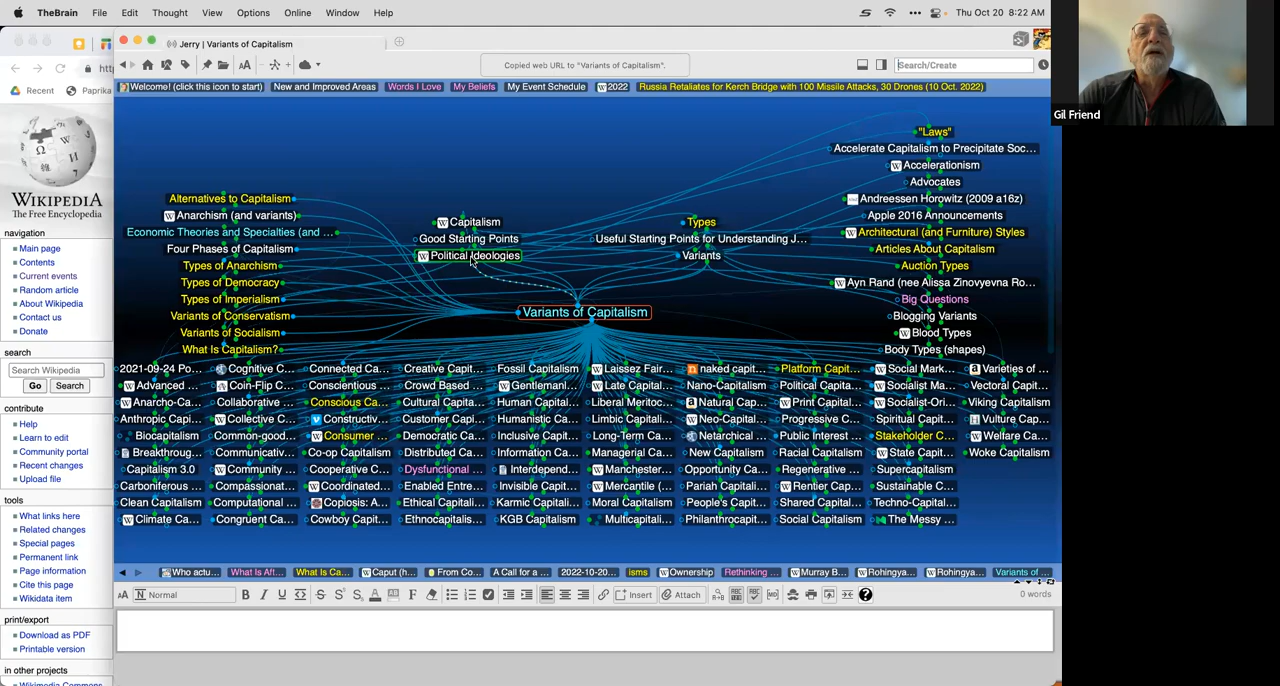 TheBrain File Edit Thought View Options Online Window Help
Thu Oct 20 8:22 AM
Jerry | Variants of Capitalism
Recent
Paprika
Copied web URL to "Variants of Capitalism".
Search/Create
Welcome! (click this icon to start) New and Improved Areas Words I Love My Beliefs My Event Schedule 2022 Russia Retaliates for Kerch Bridge with 100 Missile Attacks, 30 Drones (10 Oct. 2022)
Gil Friend
WIKIPEDIA
The Free Encyclopedia
navigation
Main page
Contents
Current events
Random article
About Wikipedia
Contact us
Donate
search
Search Wikipedia
Go Search
contribute
Help
Learn to edit
Community portal
Recent changes
Upload file
tools
What links here
Related changes
Special pages
Permanent link
Page information
Cite this page
Wikidata item
print/export
Download as PDF
Printable version
in other projects
Wikimedia Commons
Alternatives to Capitalism
Anarchism (and variants)
Economic Theories and Specialties (and ...
Four Phases of Capitalism
Types of Anarchism
Types of Democracy
Types of Imperialism
Variants of Conservatism
Variants of Socialism
What Is Capitalism?
Capitalism
Good Starting Points
Political Ideologies
Types
Useful Starting Points for Understanding J...
Variants
"Laws"
Accelerate Capitalism to Precipitate Soc...
Accelerationism
Advocates
Andreessen Horowitz (2009 a16z)
Apple 2016 Announcements
Architectural (and Furniture) Styles
Articles About Capitalism
Auction Types
Ayn Rand (nee Alissa Zinovyevna Ro...
Big Questions
Blogging Variants
Blood Types
Body Types (shapes)
Variants of Capitalism
2021-09-24 Po... Cognitive C... Connected Ca... Creative Capit... Fossil Capitalism Laissez Fair... naked capit... Platform Capit... Social Mark... Varieties of ...
Advanced ... Coin-Flip C... Conscientious... Crowd Based ... Gentleman... Late Capital... Nano-Capitalism Political Capita... Socialist Ma... Vectoral Capit...
Anarcho-Ca... Collaborative ... Conscious Ca... Cultural Capita... Human Capital... Liberal Meritoc... Natural Cap... Print Capital... Socialist-Ori... Viking Capitalism
Anthropic Capi... Collective C... Constructiv... Customer Capi... Humanistic Ca... Limbic Capitali... Neo-Capital... Progressive C... Spiritual Capit... Vulture Cap...
Biocapitalism Common-good... Consumer ... Democratic Ca... Inclusive Capit... Long-Term Ca... Netarchical ... Public Interest ... Stakeholder C... Welfare Ca...
Breakthroug... Communicativ... Co-op Capitalism Distributed Ca... Information Ca... Managerial Ca... New Capitalism Racial Capitalism State Capit... Woke Capitalism
Capitalism 3.0 Community ... Cooperative C... Dysfunctional ... Interdepend... Manchester... Opportunity Ca... Regenerative ... Supercapitalism
Carboniferous ... Compassionat... Coordinated... Enabled Entre... Invisible Capita... Mercantile (... Pariah Capitali... Rentier Cap... Sustainable C...
Clean Capitalism Computational ... Coposis: A... Ethical Capitali... Karmic Capital... Moral Capitalism People's Capit... Shared Capital... Techno-Capital...
Climate Ca... Congruent Ca... Cowboy Capit... Ethnocapitalis... KGB Capitalism Multicapitali... Philanthrocapit... Social Capitalism The Messy ...
Who actu... What Is Aft... What Is Ca... Caput (h... From Co... A Call for a ... 2022-10-20... isms Ownership Rethinking ... Murray B... Rohingya... Rohingya... Variants of ...
Normal
Insert
Attach
0 words